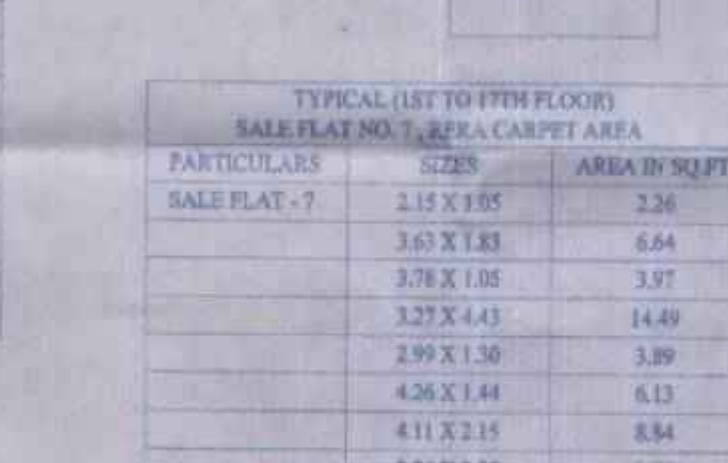 TYPICAL (1ST TO 17TH FLOOR)
SALE FLAT NO. 7 , RERA CARPET AREA
PARTICULARS SIZES AREA IN SQ.FT
SALE FLAT - 7 2.15 X 1.05 2.26
3.63 X 1.83 6.64
3.78 X 1.05 3.97
3.27 X 4.43 14.49
2.99 X 1.30 3.89
4.26 X 1.44 6.13
4.11 X 2.15 8.84